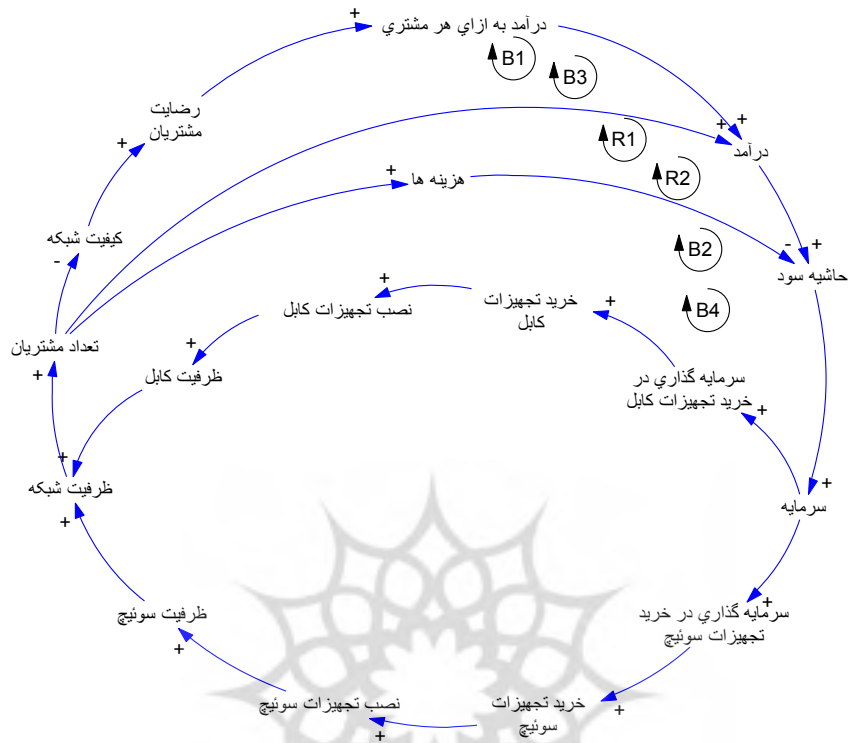 درآمد به ازاي هر مشتري
+
B1
B3
رضايت
مشتريان
+
+
+
درآمد
R1
+
هزينه ها
R2
+
كيفيت شبكه
-
B2
-
+
حاشيه سود
تعداد مشتريان
+
نصب تجهيزات كابل
+
خريد تجهيزات
كابل
+
B4
ظرفيت كابل
+
سرمايه گذاري در
خريد تجهيزات كابل
+
ظرفيت شبكه
+
+
سرمايه
+
ظرفيت سوئيچ
+
سرمايه گذاري در خريد
تجهيزات سوئيچ
+
نصب تجهيزات سوئيچ
+
خريد تجهيزات
سوئيچ
+